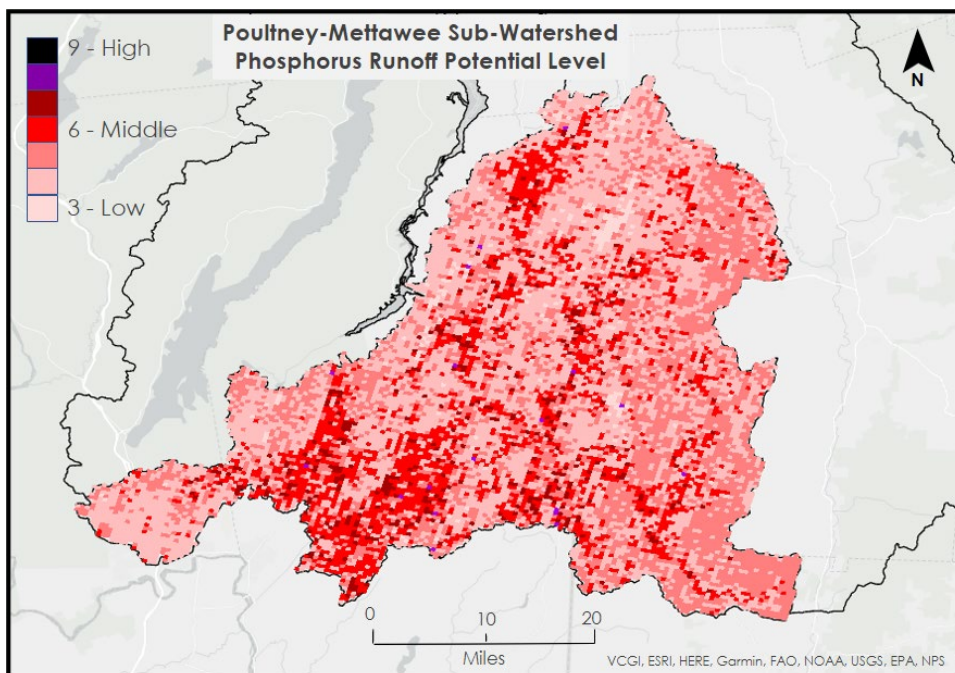 Poultney-Mettawee Sub-Watershed
Phosphorus Runoff Potential Level
9 - High
6 - Middle
3 - Low
N
0 10 20
Miles
VCGI, ESRI, HERE, Garmin, FAO, NOAA, USGS, EPA, NPS